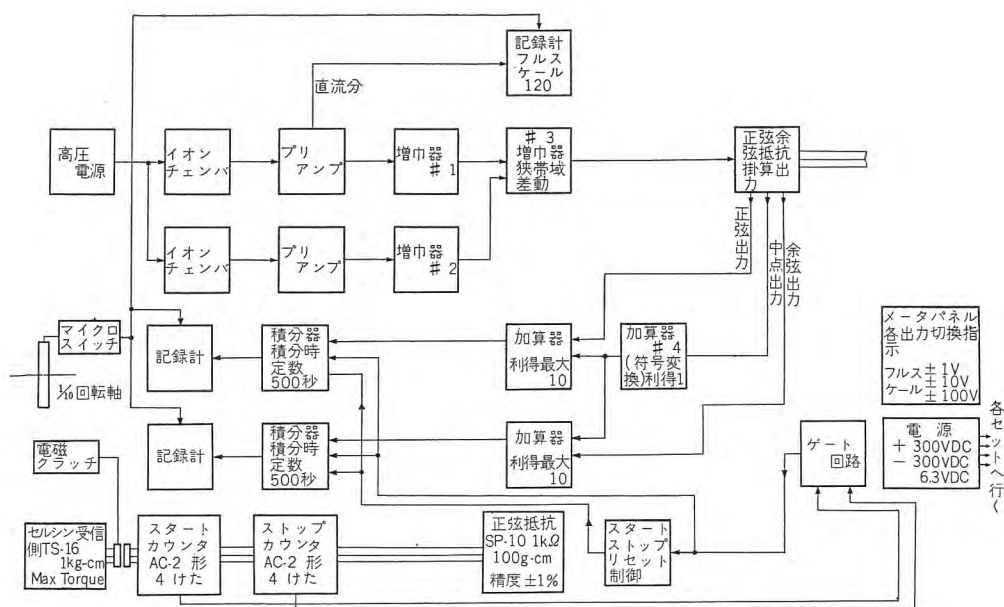 記録計
フルス
ケール
120
直流分
高圧
電源
イオン
チェンバ
プリ
アンプ
増巾器
＃1
＃3
増巾器
狭帯域
差動
正弦余
弦抵抗
掛算出
力
イオン
チェンバ
プリ
アンプ
増巾器
＃2
正弦出力
中点出力
余弦出力
マイクロ
スイッチ
1/10回転軸
記録計
積分器
積分時
定数
500秒
加算器
利得最大
10
加算器
＃4
(符号変
換)利得1
メータパネル
各出力切換指
示
フルス
ケール
±1V
±10V
±100V
記録計
積分器
積分時
定数
500秒
加算器
利得最大
10
ゲート
回路
電源
＋300VDC
－300VDC
6.3VDC
各セットへ行く
電磁
クラッチ
セルシン受信
側TS-16
1kg-cm
Max Torque
スタート
カウンタ
AC-2形
4けた
ストップ
カウンタ
AC-2形
4けた
正弦抵抗
SP-10 1kΩ
100g-cm
精度±1%
スタート
ストップ
リセット
制御